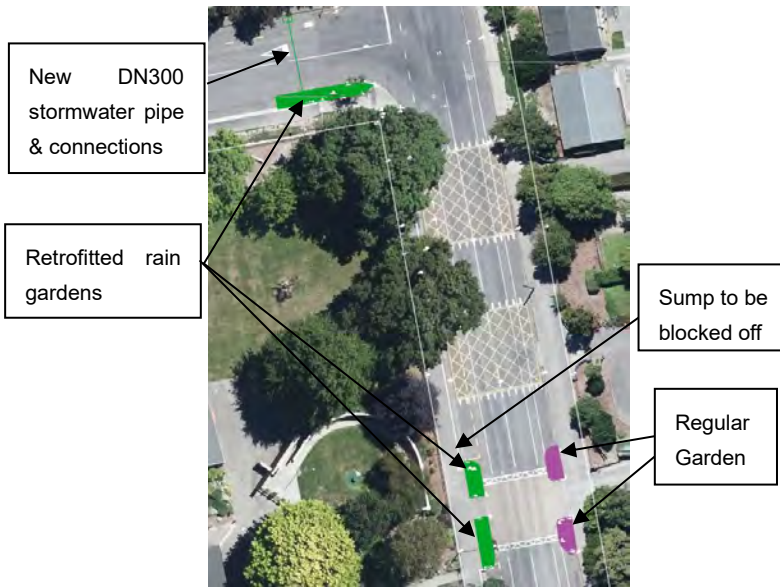 New DN300
stormwater pipe
& connections
Retrofitted rain
gardens
Sump to be
blocked off
Regular
Garden